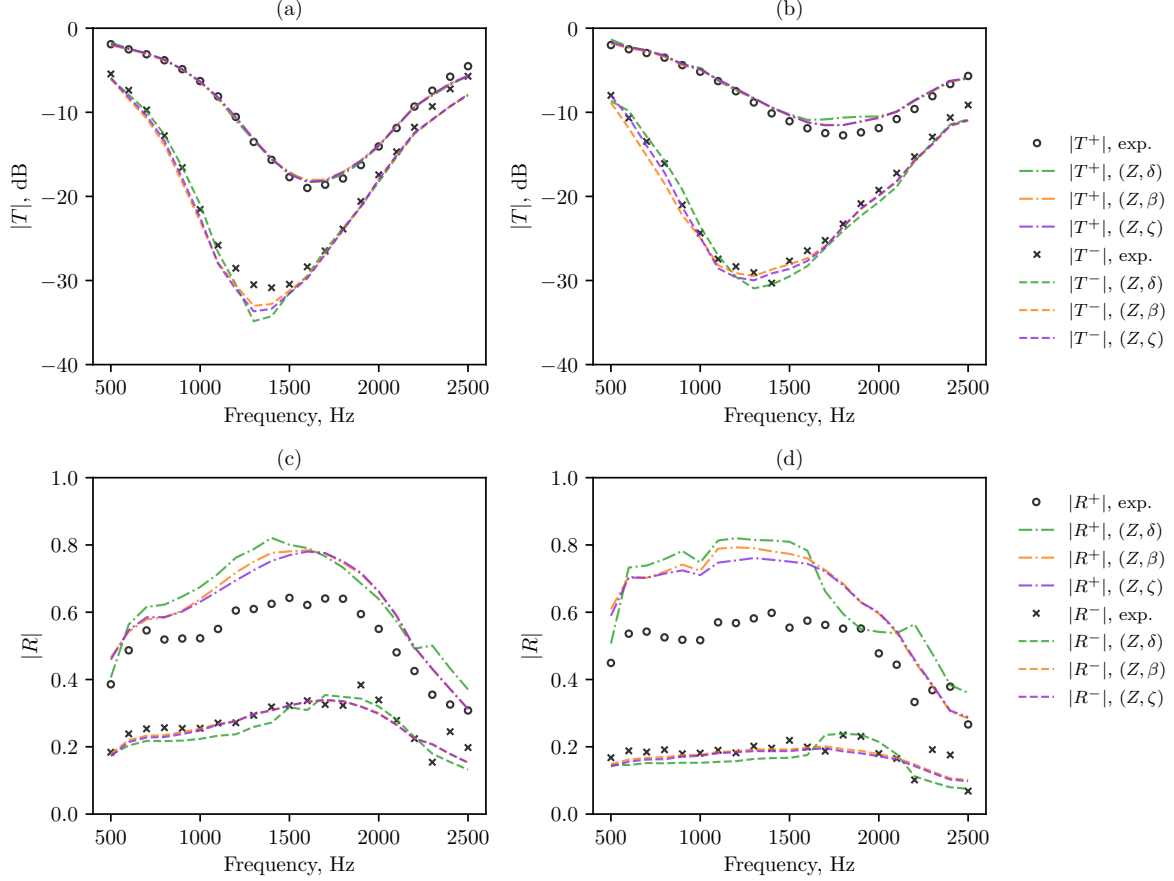 (a)
(b)
0
−10
−20
−30
−40
|T|, dB
500
1000
1500
2000
2500
Frequency, Hz
0
−10
−20
−30
−40
|T|, dB
500
1000
1500
2000
2500
Frequency, Hz
|T⁺|, exp.
|T⁺|, (Z, δ)
|T⁺|, (Z, β)
|T⁺|, (Z, ζ)
|T⁻|, exp.
|T⁻|, (Z, δ)
|T⁻|, (Z, β)
|T⁻|, (Z, ζ)
(c)
(d)
1.0
0.8
0.6
0.4
0.2
0.0
|R|
500
1000
1500
2000
2500
Frequency, Hz
1.0
0.8
0.6
0.4
0.2
0.0
|R|
500
1000
1500
2000
2500
Frequency, Hz
|R⁺|, exp.
|R⁺|, (Z, δ)
|R⁺|, (Z, β)
|R⁺|, (Z, ζ)
|R⁻|, exp.
|R⁻|, (Z, δ)
|R⁻|, (Z, β)
|R⁻|, (Z, ζ)